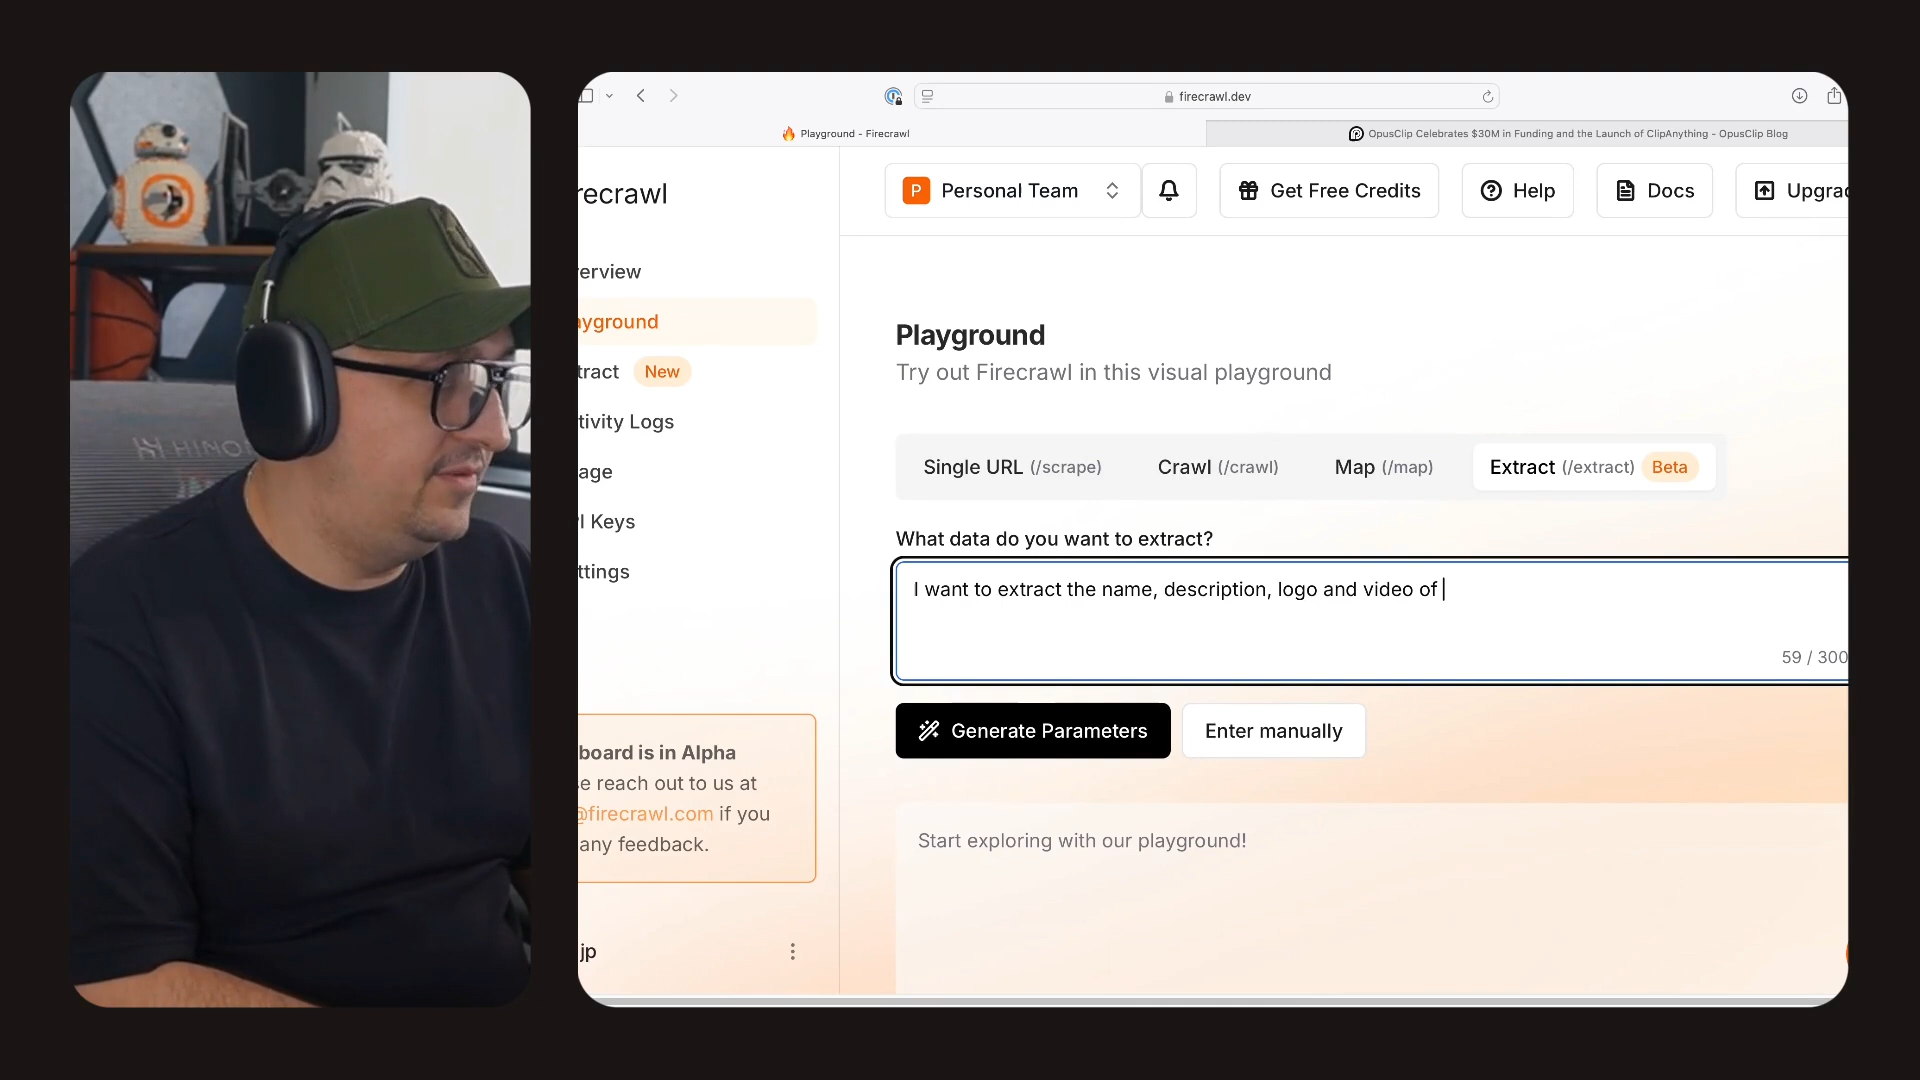 firecrawl.dev
Playground - Firecrawl
OpusClip Celebrates $30M in Funding and the Launch of ClipAnything - OpusClip Blog
recrawl
P Personal Team
Get Free Credits
Help
Docs
Upgrad
erview
ayground
tract New
tivity Logs
age
I Keys
ttings
Playground
Try out Firecrawl in this visual playground
Single URL (/scrape)
Crawl (/crawl)
Map (/map)
Extract (/extract) Beta
What data do you want to extract?
I want to extract the name, description, logo and video of
59 / 300
Generate Parameters
Enter manually
Start exploring with our playground!
board is in Alpha
se reach out to us at
@firecrawl.com if you
any feedback.
jp